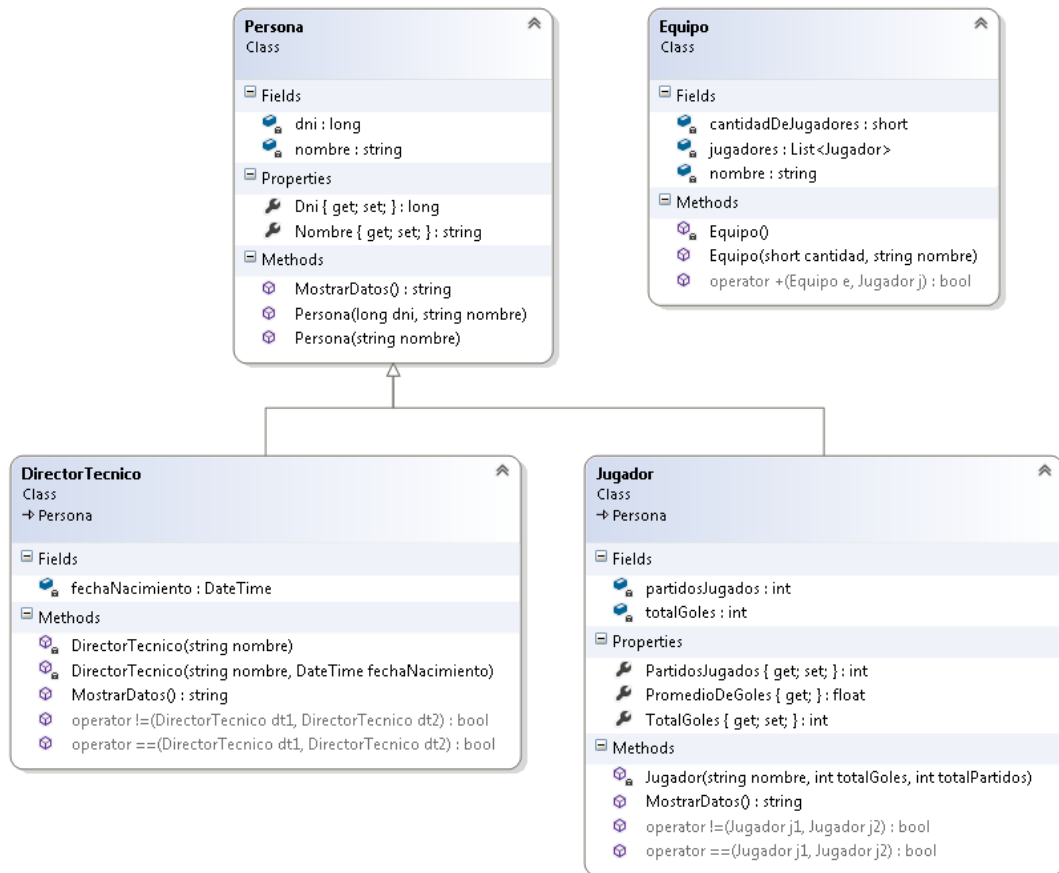 Persona
Class
Fields
dni : long
nombre : string
Properties
Dni { get; set; } : long
Nombre { get; set; } : string
Methods
MostrarDatos() : string
Persona(long dni, string nombre)
Persona(string nombre)
Equipo
Class
Fields
cantidadDeJugadores : short
jugadores : List<Jugador>
nombre : string
Methods
Equipo()
Equipo(short cantidad, string nombre)
operator +(Equipo e, Jugador j) : bool
DirectorTecnico
Class
Persona
Fields
fechaNacimiento : DateTime
Methods
DirectorTecnico(string nombre)
DirectorTecnico(string nombre, DateTime fechaNacimiento)
MostrarDatos() : string
operator !=(DirectorTecnico dt1, DirectorTecnico dt2) : bool
operator ==(DirectorTecnico dt1, DirectorTecnico dt2) : bool
Jugador
Class
Persona
Fields
partidosJugados : int
totalGoles : int
Properties
PartidosJugados { get; set; } : int
PromedioDeGoles { get; } : float
TotalGoles { get; set; } : int
Methods
Jugador(string nombre, int totalGoles, int totalPartidos)
MostrarDatos() : string
operator !=(Jugador j1, Jugador j2) : bool
operator ==(Jugador j1, Jugador j2) : bool